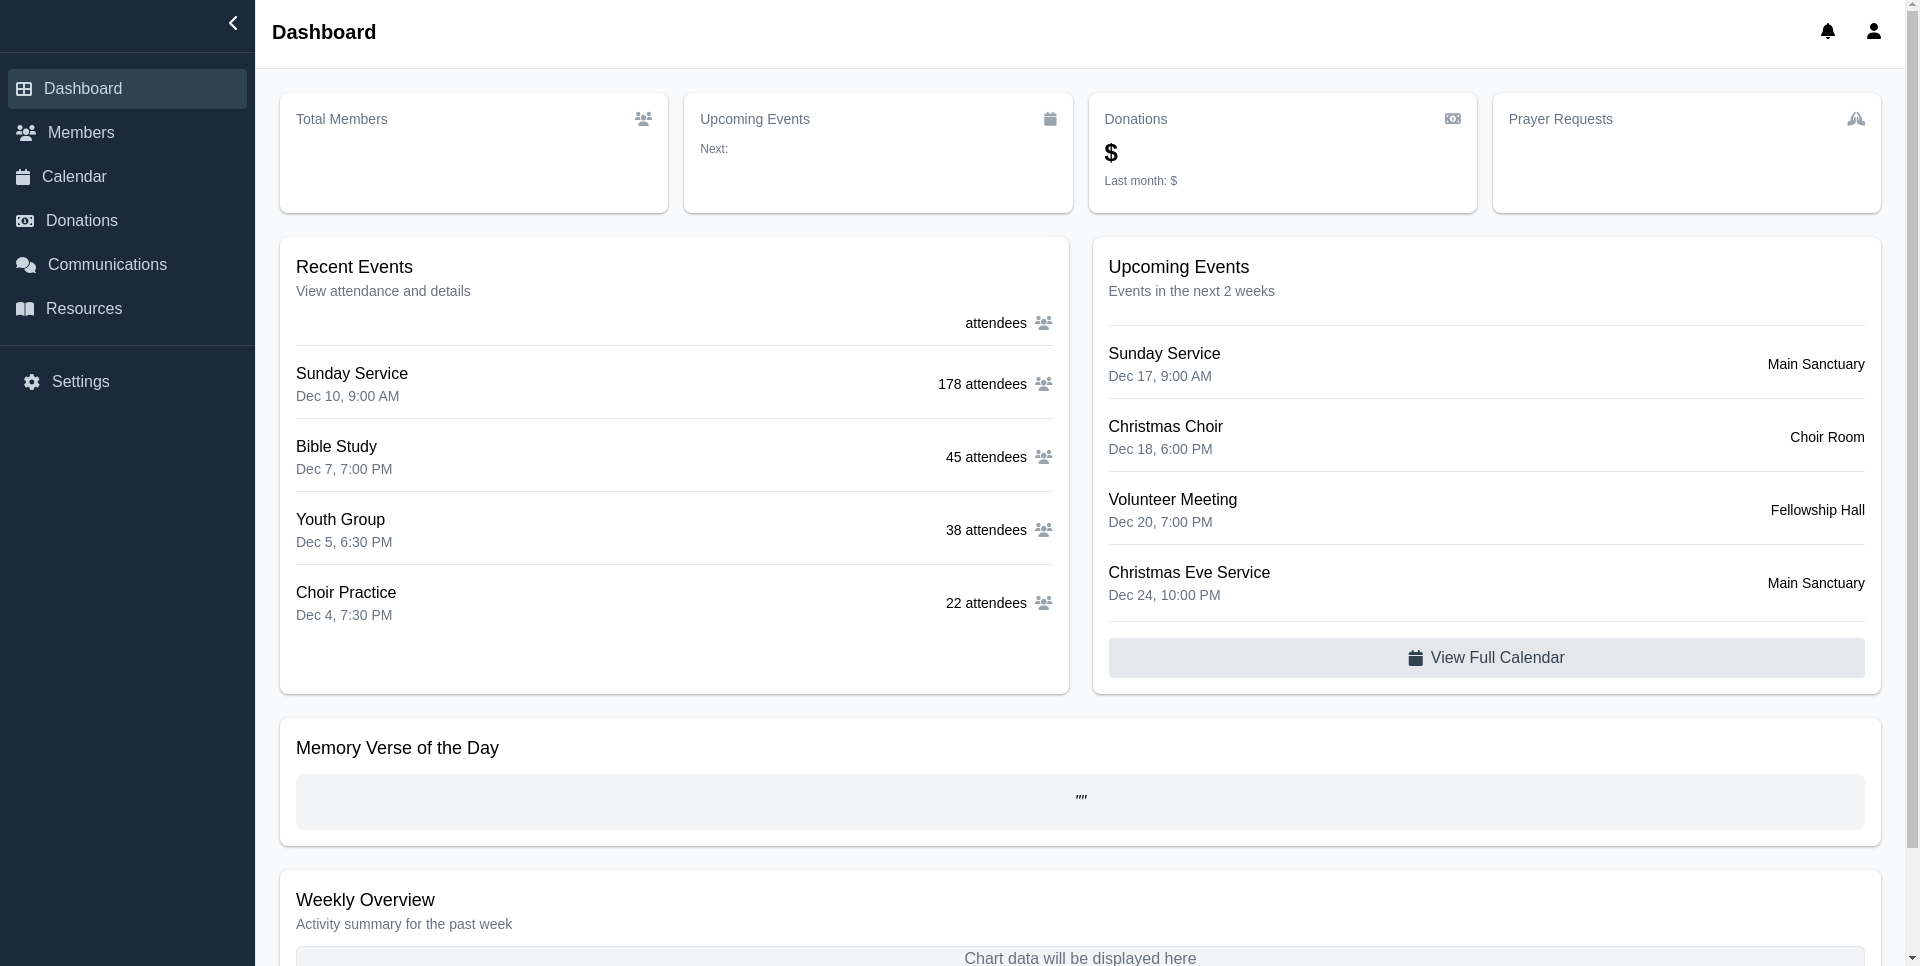 Dashboard
Dashboard
Members
Calendar
Donations
Communications
Resources
Settings
Total Members
Upcoming Events
Next:
Donations
$
Last month: $
Prayer Requests
Recent Events
View attendance and details
attendees
Sunday Service
Dec 10, 9:00 AM
178 attendees
Bible Study
Dec 7, 7:00 PM
45 attendees
Youth Group
Dec 5, 6:30 PM
38 attendees
Choir Practice
Dec 4, 7:30 PM
22 attendees
Upcoming Events
Events in the next 2 weeks
Sunday Service
Dec 17, 9:00 AM
Main Sanctuary
Christmas Choir
Dec 18, 6:00 PM
Choir Room
Volunteer Meeting
Dec 20, 7:00 PM
Fellowship Hall
Christmas Eve Service
Dec 24, 10:00 PM
Main Sanctuary
View Full Calendar
Memory Verse of the Day
""
Weekly Overview
Activity summary for the past week
Chart data will be displayed here